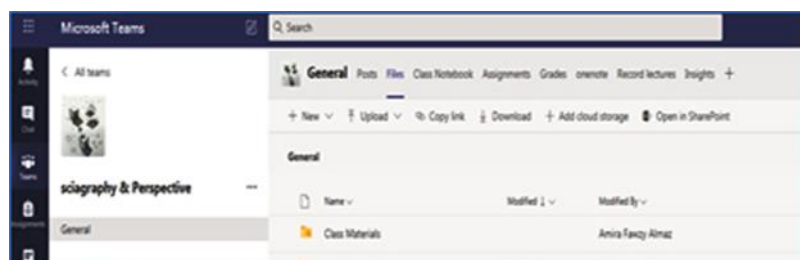 Microsoft Teams
Search
Activity
Chat
Teams
Assignments
All teams
sciagraphy & Perspective
General
General Posts Files Class Notebook Assignments Grades onenote Record lectures Insights
New Upload Copy link Download Add cloud storage Open in SharePoint
General
Name Modified Modified By
Class Materials Amira Fawzy Almaz